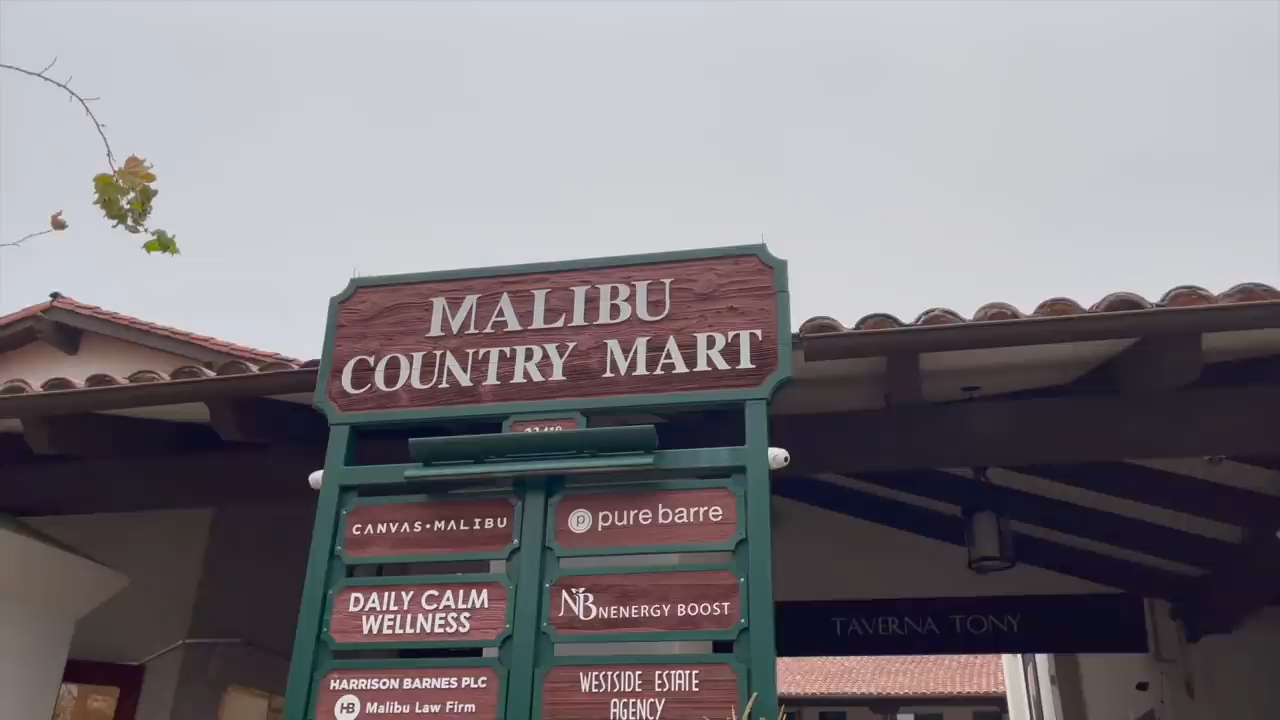 MALIBU
COUNTRY MART
CANVAS • MALIBU
p pure barre
DAILY CALM
WELLNESS
NB NENERGY BOOST
HARRISON BARNES PLC
HB Malibu Law Firm
WESTSIDE ESTATE
AGENCY
TAVERNA TONY